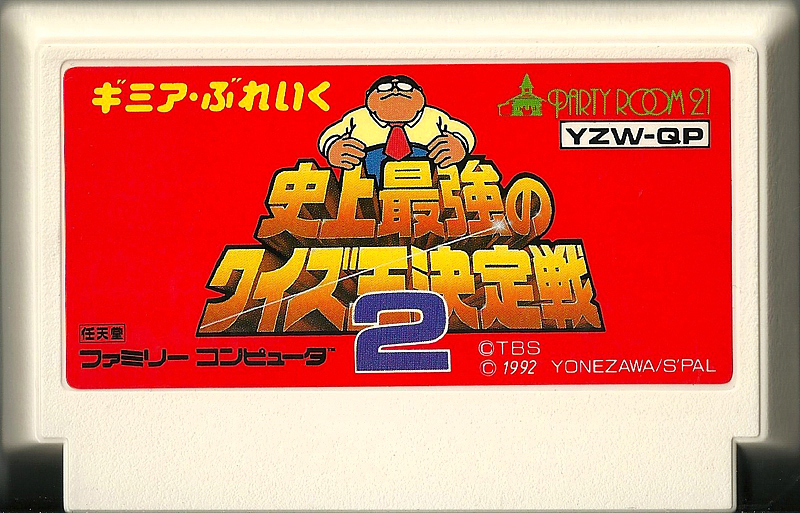 ギミア・ぶれいく
PARTY ROOM 21
YZW-QP
史上最強の
クイズ王決定戦
2
任天堂
ファミリーコンピュータ™
©TBS
© 1992 YONEZAWA/S'PAL